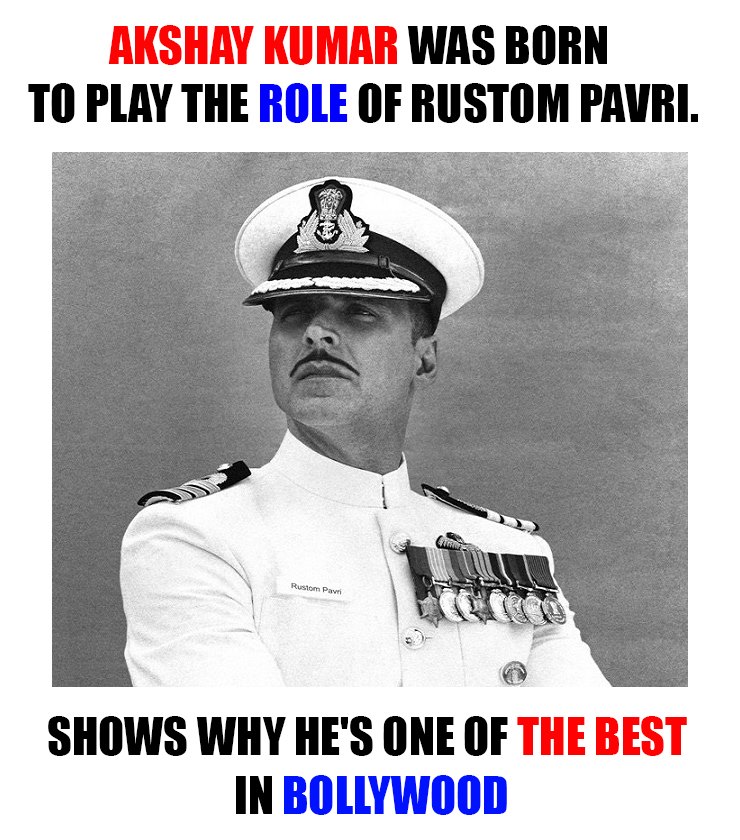 AKSHAY KUMAR WAS BORN
TO PLAY THE ROLE OF RUSTOM PAVRI.
Rustom Pavri
SHOWS WHY HE'S ONE OF THE BEST
IN BOLLYWOOD